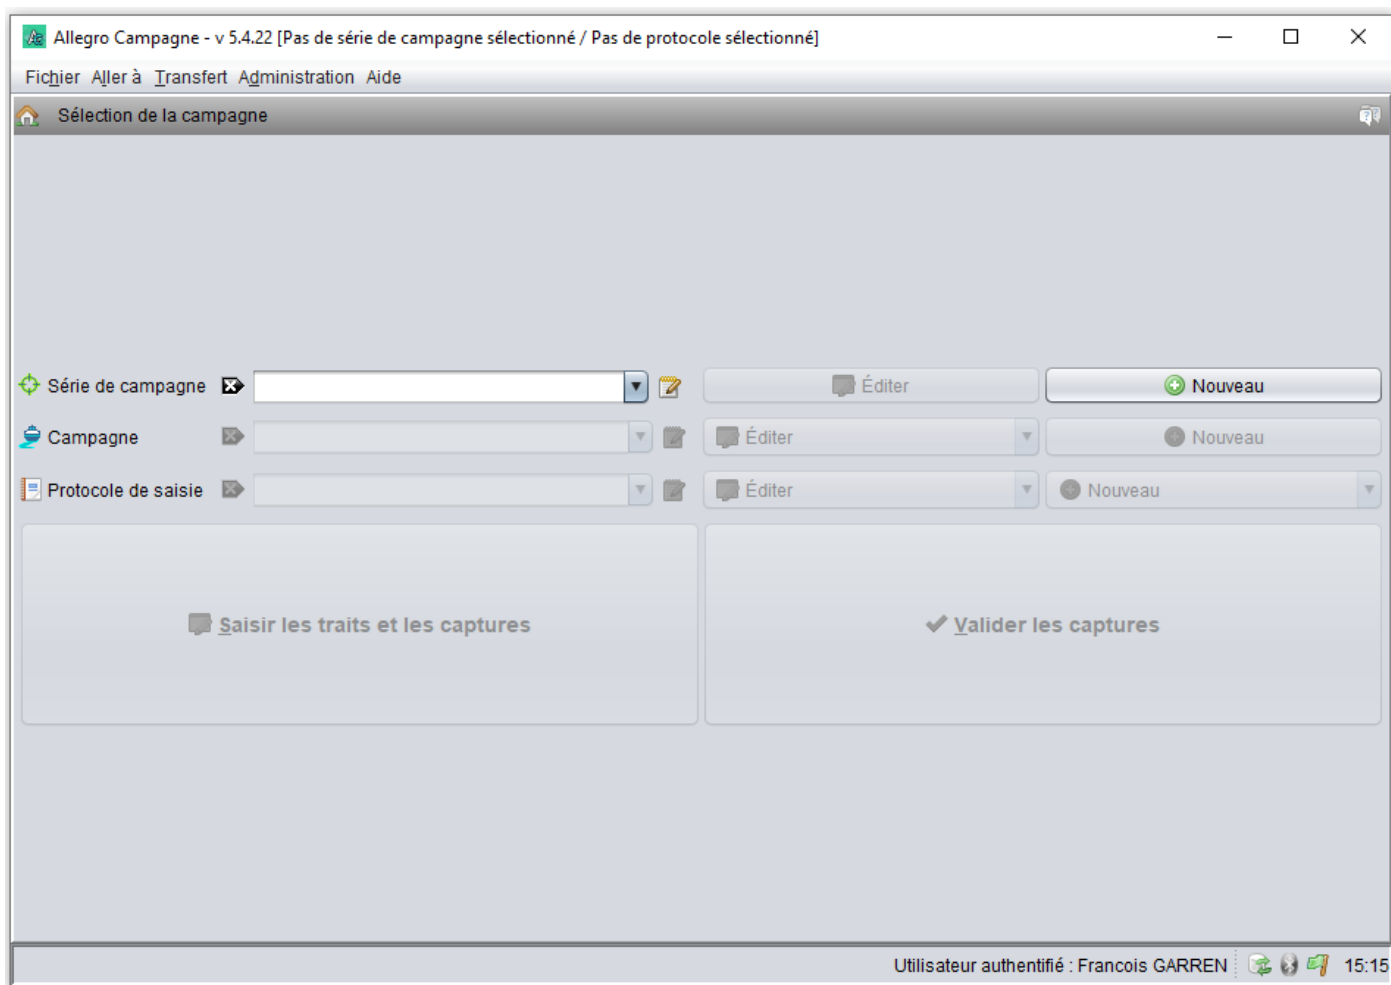 Allegro Campagne - v 5.4.22 [Pas de série de campagne sélectionné / Pas de protocole sélectionné]
Fichier Aller à Transfert Administration Aide
Sélection de la campagne
Série de campagne Éditer Nouveau
Campagne Éditer Nouveau
Protocole de saisie Éditer Nouveau
Saisir les traits et les captures Valider les captures
Utilisateur authentifié : Francois GARREN 15:15